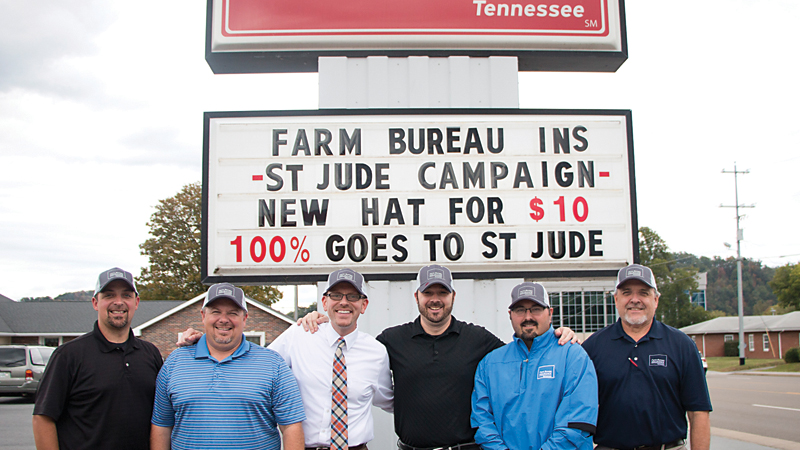 Tennessee
SM
FARM BUREAU INS
-ST JUDE CAMPAIGN-
NEW HAT FOR $10
100% GOES TO ST JUDE